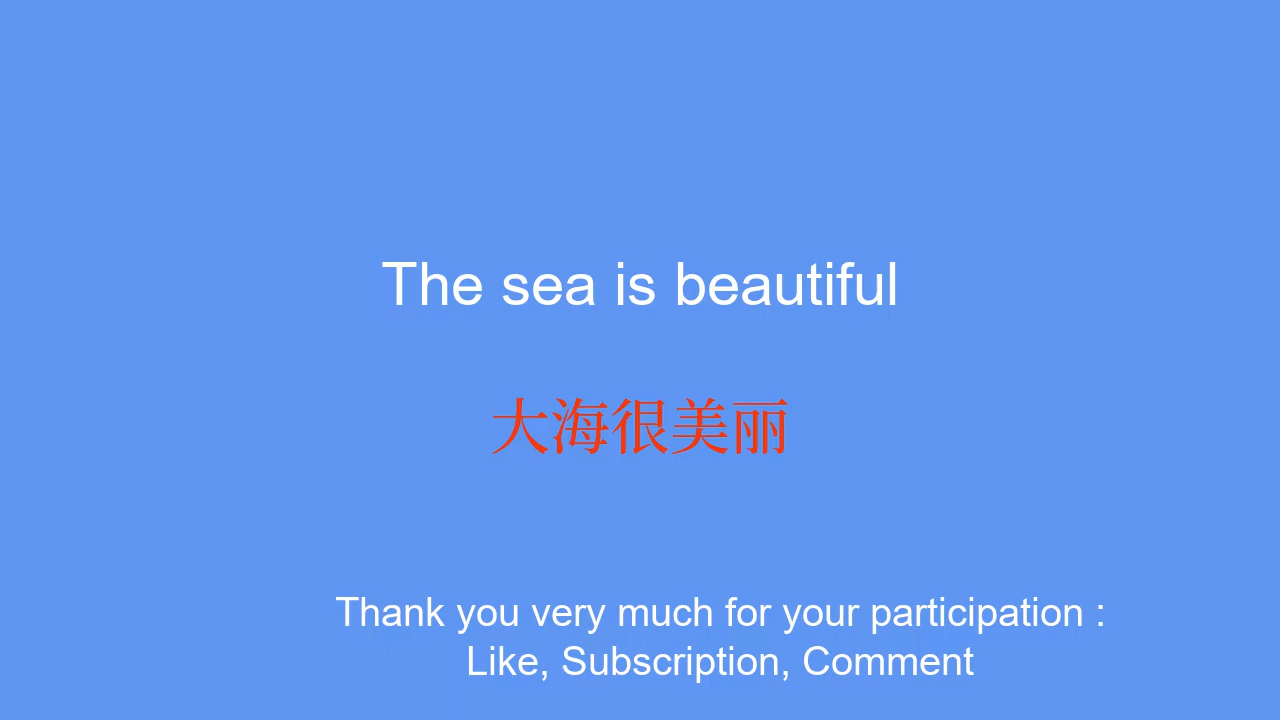 The sea is beautiful
大海很美丽
Thank you very much for your participation :
Like, Subscription, Comment